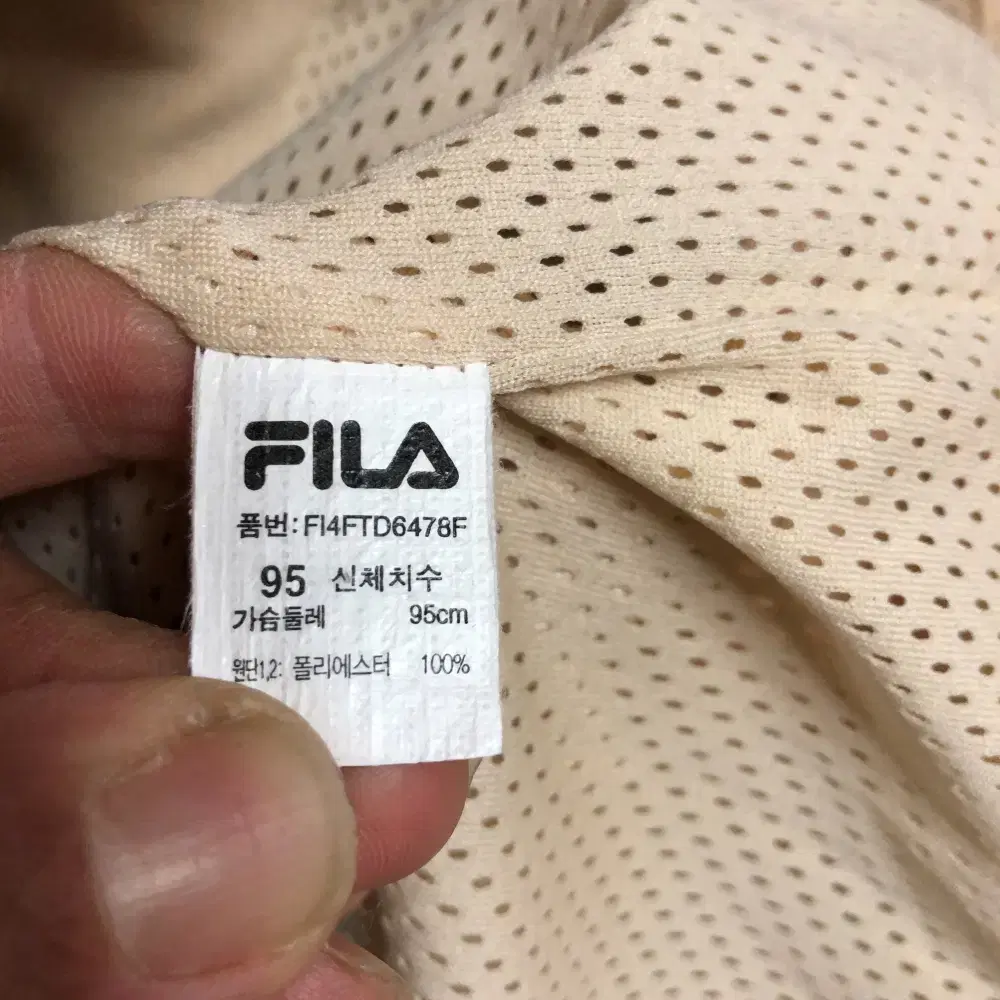 FILA
품번: FI4FTD6478F
95 신체치수
가슴둘레 95cm
원단1,2: 폴리에스터 100%